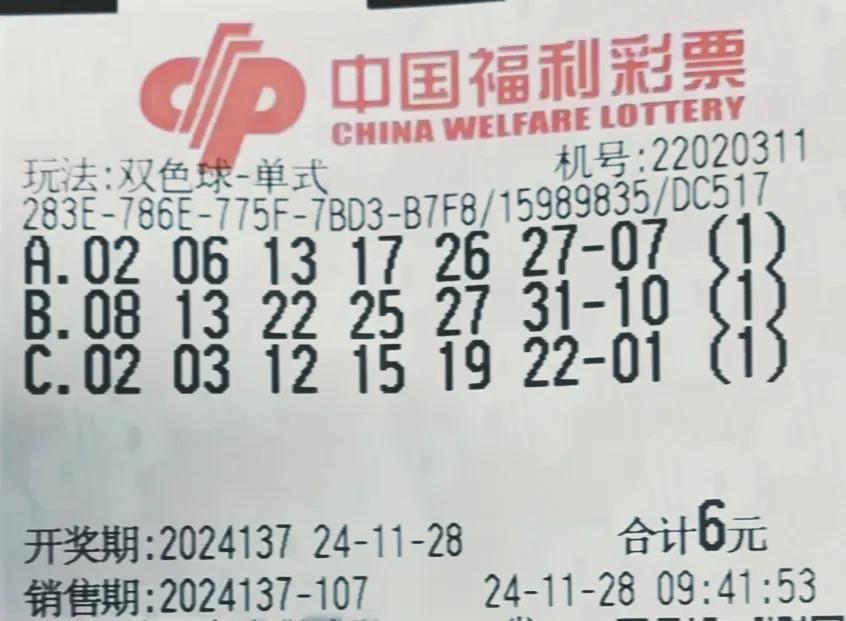 中国福利彩票
CHINA WELFARE LOTTERY
玩法:双色球-单式 机号:22020311
283E-786E-775F-7BD3-B7F8/15989835/DC517
A.02 06 13 17 26 27-07 (1)
B.08 13 22 25 27 31-10 (1)
C.02 03 12 15 19 22-01 (1)
开奖期:2024137 24-11-28 合计6元
销售期:2024137-107 24-11-28 09:41:53